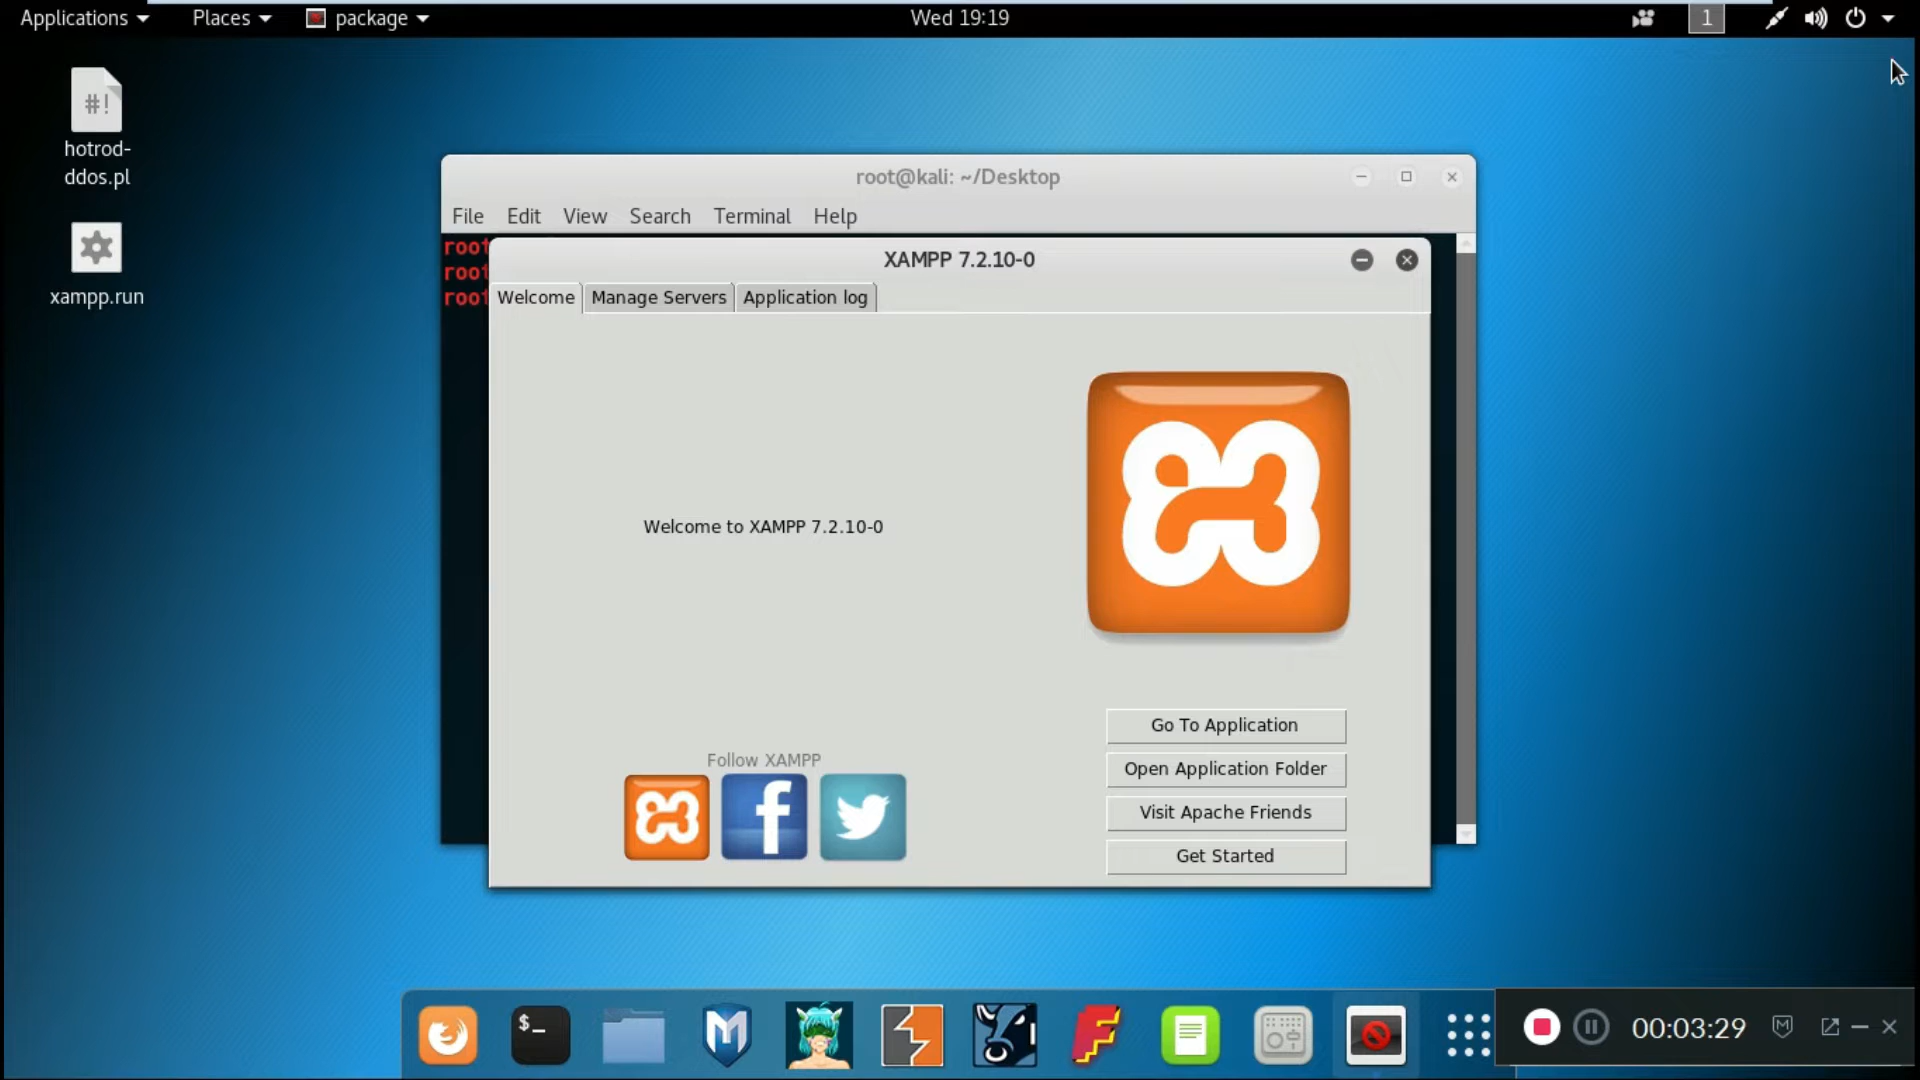 Applications Places package Wed 19:19 1
#!
hotrod-
ddos.pl
xampp.run
root@kali: ~/Desktop
File Edit View Search Terminal Help
root
root
root
XAMPP 7.2.10-0
Welcome Manage Servers Application log
Welcome to XAMPP 7.2.10-0
Go To Application
Open Application Folder
Visit Apache Friends
Get Started
Follow XAMPP
f
$_
00:03:29